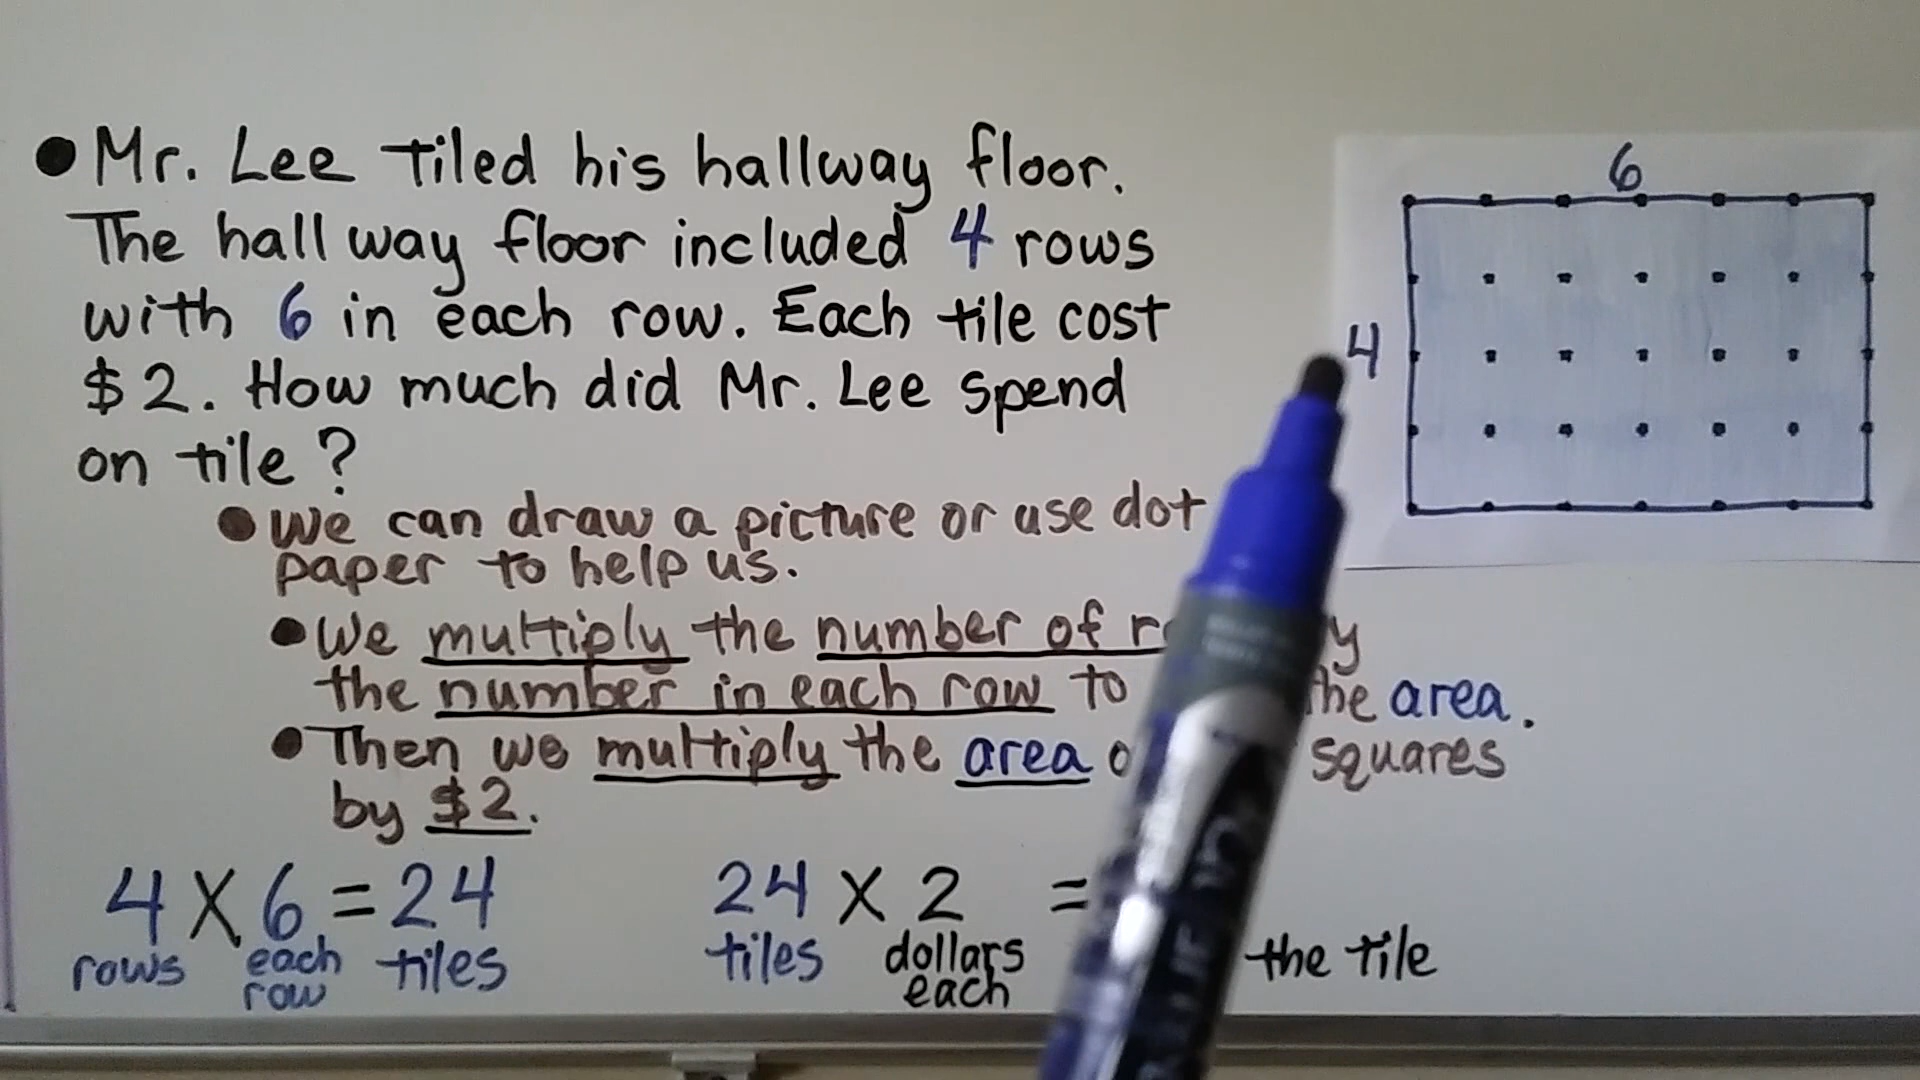 ● Mr. Lee tiled his hallway floor.
The hallway floor included 4 rows
with 6 in each row. Each tile cost
$2. How much did Mr. Lee spend
on tile?
● We can draw a picture or use dot
paper to help us.
● We multiply the number of
the number in each row to the area.
● Then we multiply the area squares
by $2.
4 X 6 = 24
rows each row tiles
24 X 2 =
tiles dollars each the tile
6
4